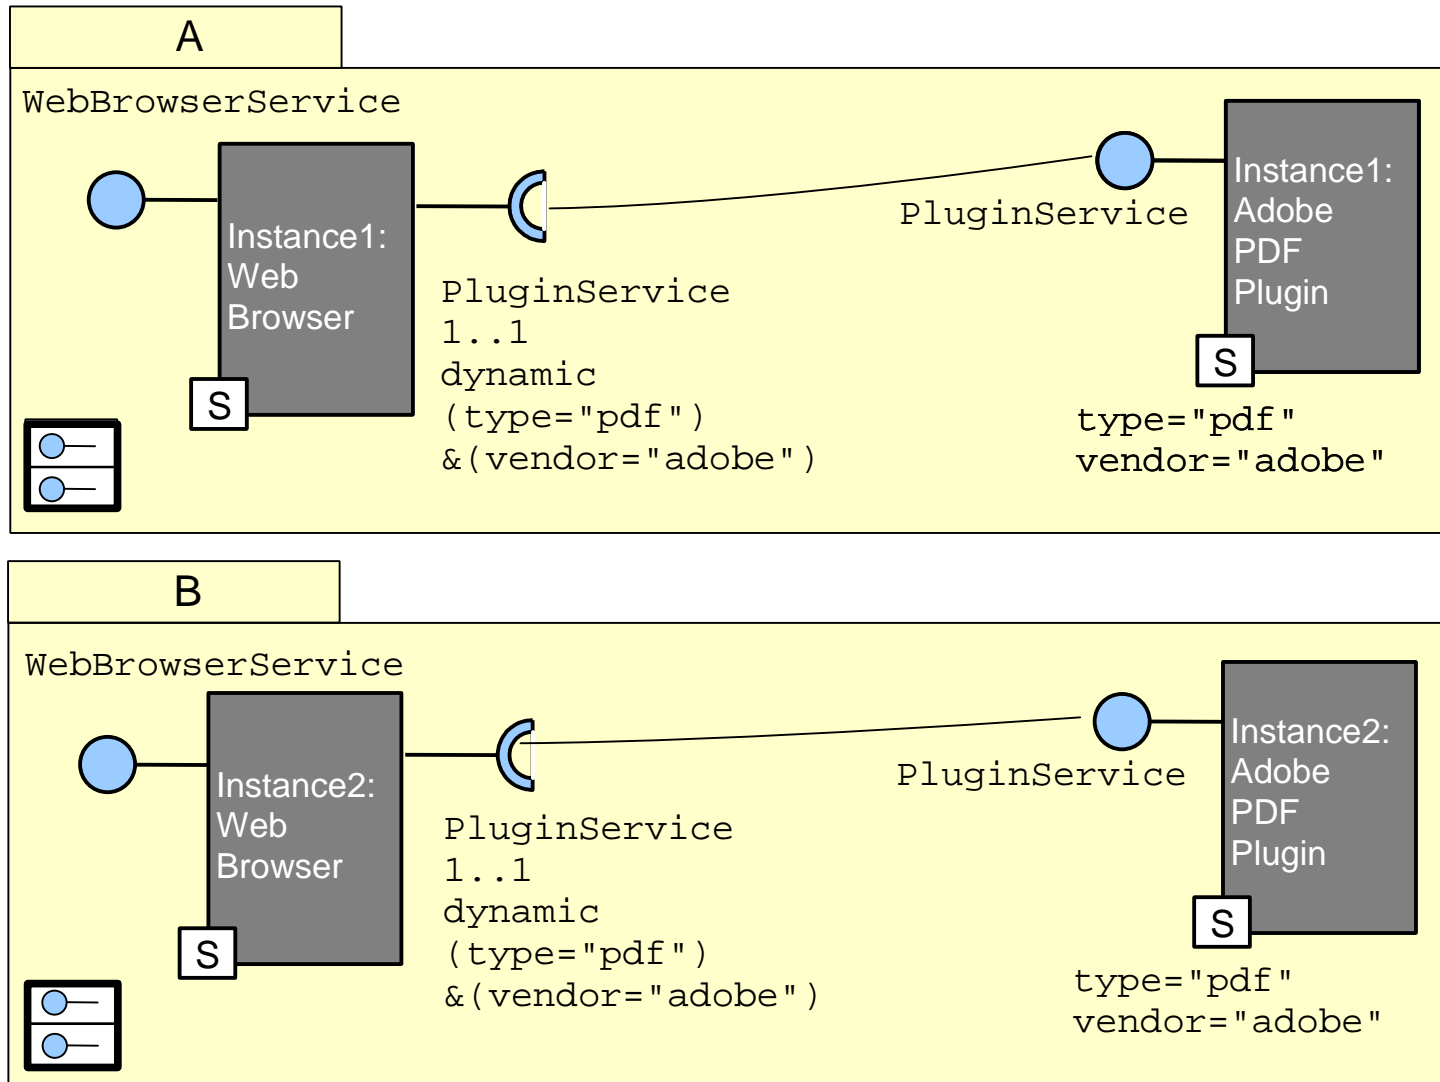 A
WebBrowserService
Instance1:
Web
Browser
S
PluginService
1..1
dynamic
(type="pdf")
&(vendor="adobe")
PluginService
Instance1:
Adobe
PDF
Plugin
S
type="pdf"
vendor="adobe"
B
WebBrowserService
Instance2:
Web
Browser
S
PluginService
1..1
dynamic
(type="pdf")
&(vendor="adobe")
PluginService
Instance2:
Adobe
PDF
Plugin
S
type="pdf"
vendor="adobe"